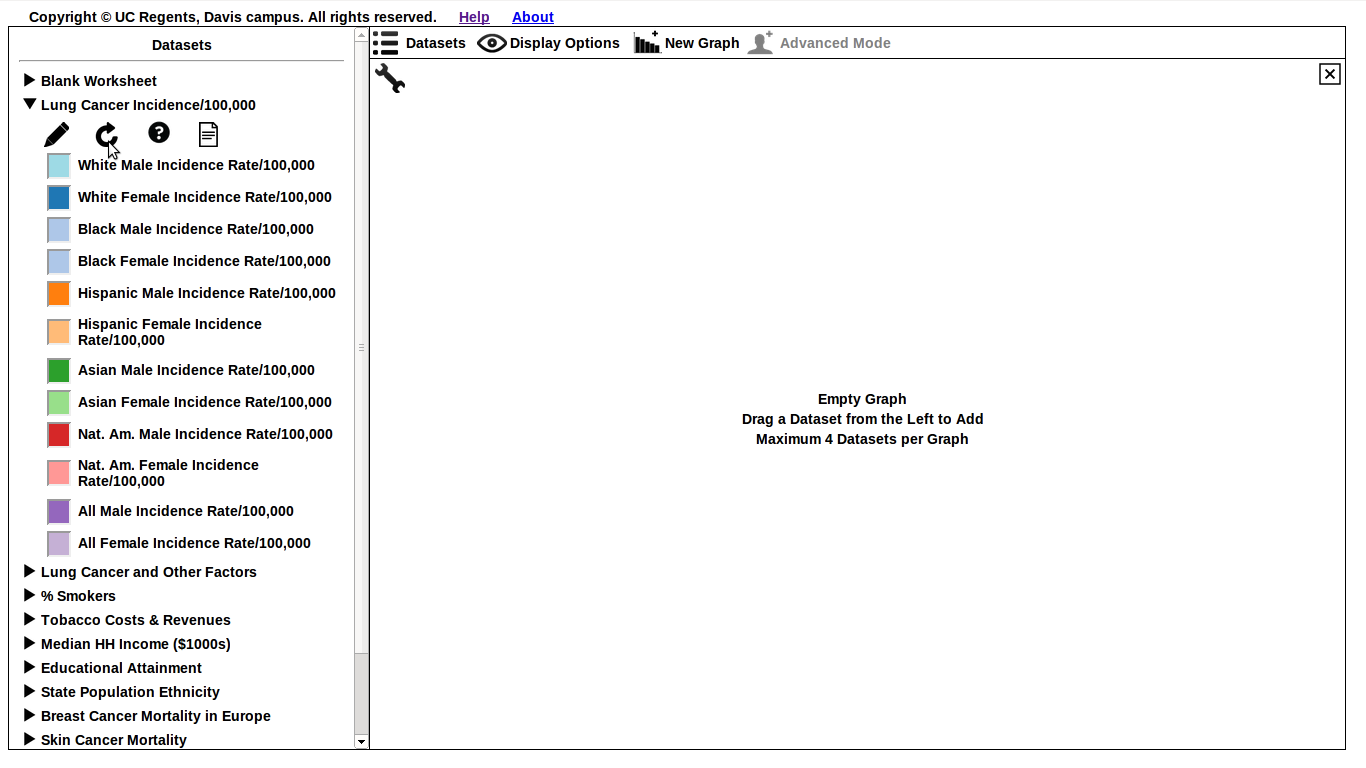 Copyright © UC Regents, Davis campus. All rights reserved. Help About
Datasets
Blank Worksheet
Lung Cancer Incidence/100,000
White Male Incidence Rate/100,000
White Female Incidence Rate/100,000
Black Male Incidence Rate/100,000
Black Female Incidence Rate/100,000
Hispanic Male Incidence Rate/100,000
Hispanic Female Incidence
Rate/100,000
Asian Male Incidence Rate/100,000
Asian Female Incidence Rate/100,000
Nat. Am. Male Incidence Rate/100,000
Nat. Am. Female Incidence
Rate/100,000
All Male Incidence Rate/100,000
All Female Incidence Rate/100,000
Lung Cancer and Other Factors
% Smokers
Tobacco Costs & Revenues
Median HH Income ($1000s)
Educational Attainment
State Population Ethnicity
Breast Cancer Mortality in Europe
Skin Cancer Mortality
Datasets Display Options New Graph Advanced Mode
Empty Graph
Drag a Dataset from the Left to Add
Maximum 4 Datasets per Graph